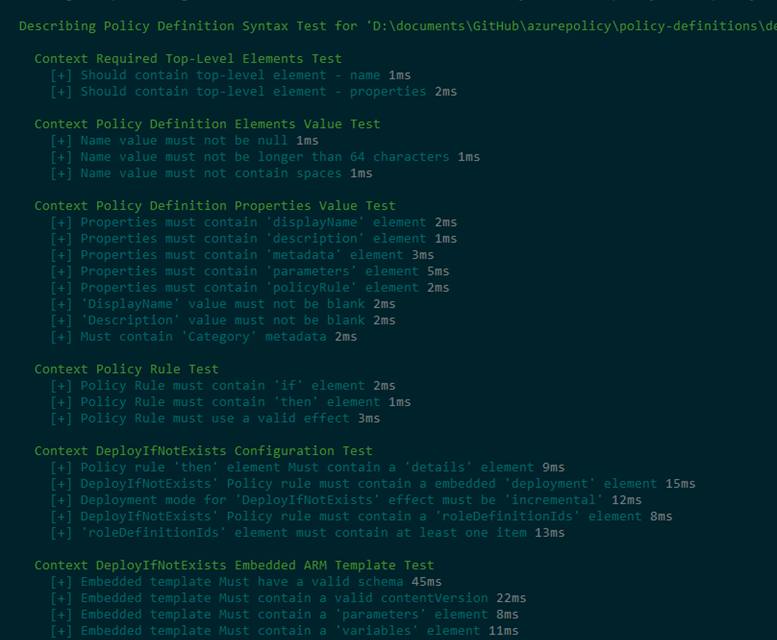 Describing Policy Definition Syntax Test for 'D:\documents\GitHub\azurepolicy\policy-definitions\de
Context Required Top-Level Elements Test
[+] Should contain top-level element - name 1ms
[+] Should contain top-level element - properties 2ms
Context Policy Definition Elements Value Test
[+] Name value must not be null 1ms
[+] Name value must not be longer than 64 characters 1ms
[+] Name value must not contain spaces 1ms
Context Policy Definition Properties Value Test
[+] Properties must contain 'displayName' element 2ms
[+] Properties must contain 'description' element 1ms
[+] Properties must contain 'metadata' element 3ms
[+] Properties must contain 'parameters' element 5ms
[+] Properties must contain 'policyRule' element 2ms
[+] 'DisplayName' value must not be blank 2ms
[+] 'Description' value must not be blank 2ms
[+] Must contain 'Category' metadata 2ms
Context Policy Rule Test
[+] Policy Rule must contain 'if' element 2ms
[+] Policy Rule must contain 'then' element 1ms
[+] Policy Rule must use a valid effect 3ms
Context DeployIfNotExists Configuration Test
[+] Policy rule 'then' element Must contain a 'details' element 9ms
[+] DeployIfNotExists' Policy rule must contain a embedded 'deployment' element 15ms
[+] Deployment mode for 'DeployIfNotExists' effect must be 'incremental' 12ms
[+] DeployIfNotExists' Policy rule must contain a 'roleDefinitionIds' element 8ms
[+] 'roleDefinitionIds' element must contain at least one item 13ms
Context DeployIfNotExists Embedded ARM Template Test
[+] Embedded template Must have a valid schema 45ms
[+] Embedded template Must contain a valid contentVersion 22ms
[+] Embedded template Must contain a 'parameters' element 8ms
[+] Embedded template Must contain a 'variables' element 11ms